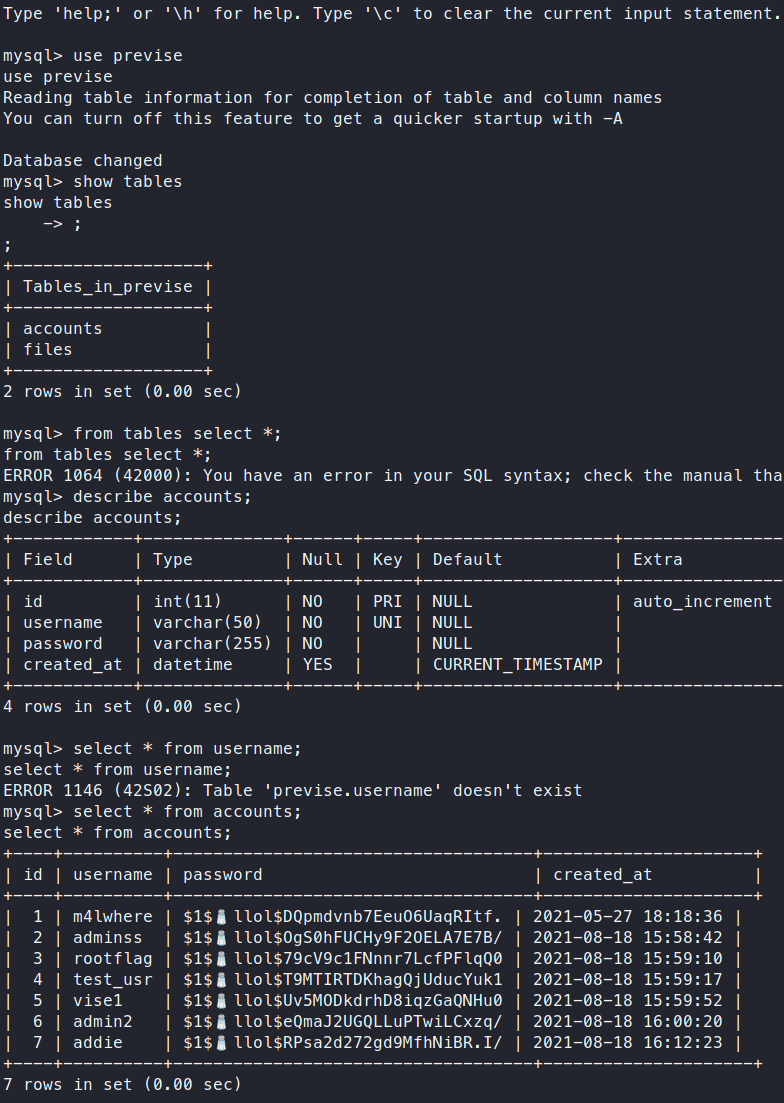 Type 'help;' or '\h' for help. Type '\c' to clear the current input statement.
mysql> use previse
use previse
Reading table information for completion of table and column names
You can turn off this feature to get a quicker startup with -A
Database changed
mysql> show tables
show tables
    -> ;
;
+-------------------+
| Tables_in_previse |
+-------------------+
| accounts          |
| files             |
+-------------------+
2 rows in set (0.00 sec)
mysql> from tables select *;
from tables select *;
ERROR 1064 (42000): You have an error in your SQL syntax; check the manual tha
mysql> describe accounts;
describe accounts;
+------------+--------------+------+-----+-------------------+----------------
| Field      | Type         | Null | Key | Default           | Extra
+------------+--------------+------+-----+-------------------+----------------
| id         | int(11)      | NO   | PRI | NULL              | auto_increment
| username   | varchar(50)  | NO   | UNI | NULL              |
| password   | varchar(255) | NO   |     | NULL              |
| created_at | datetime     | YES  |     | CURRENT_TIMESTAMP |
+------------+--------------+------+-----+-------------------+----------------
4 rows in set (0.00 sec)
mysql> select * from username;
select * from username;
ERROR 1146 (42S02): Table 'previse.username' doesn't exist
mysql> select * from accounts;
select * from accounts;
+----+----------+------------------------------------+---------------------+
| id | username | password                           | created_at          |
+----+----------+------------------------------------+---------------------+
| 1 | m4lwhere | $1$🧂llol$DQpmdvnb7EeuO6UaqRItf. | 2021-05-27 18:18:36 |
| 2 | adminss  | $1$🧂llol$OgS0hFUCHy9F2OELA7E7B/ | 2021-08-18 15:58:42 |
| 3 | rootflag | $1$🧂llol$79cV9c1FNnnr7LcfPFlqQ0 | 2021-08-18 15:59:10 |
| 4 | test_usr | $1$🧂llol$T9MTIRTDKhagQjUducYuk1 | 2021-08-18 15:59:17 |
| 5 | vise1    | $1$🧂llol$Uv5MODkdrhD8iqzGaQNHu0 | 2021-08-18 15:59:52 |
| 6 | admin2   | $1$🧂llol$eQmaJ2UGQLLuPTwiLCxzq/ | 2021-08-18 16:00:20 |
| 7 | addie    | $1$🧂llol$RPsa2d272gd9MfhNiBR.I/ | 2021-08-18 16:12:23 |
+----+----------+------------------------------------+---------------------+
7 rows in set (0.00 sec)